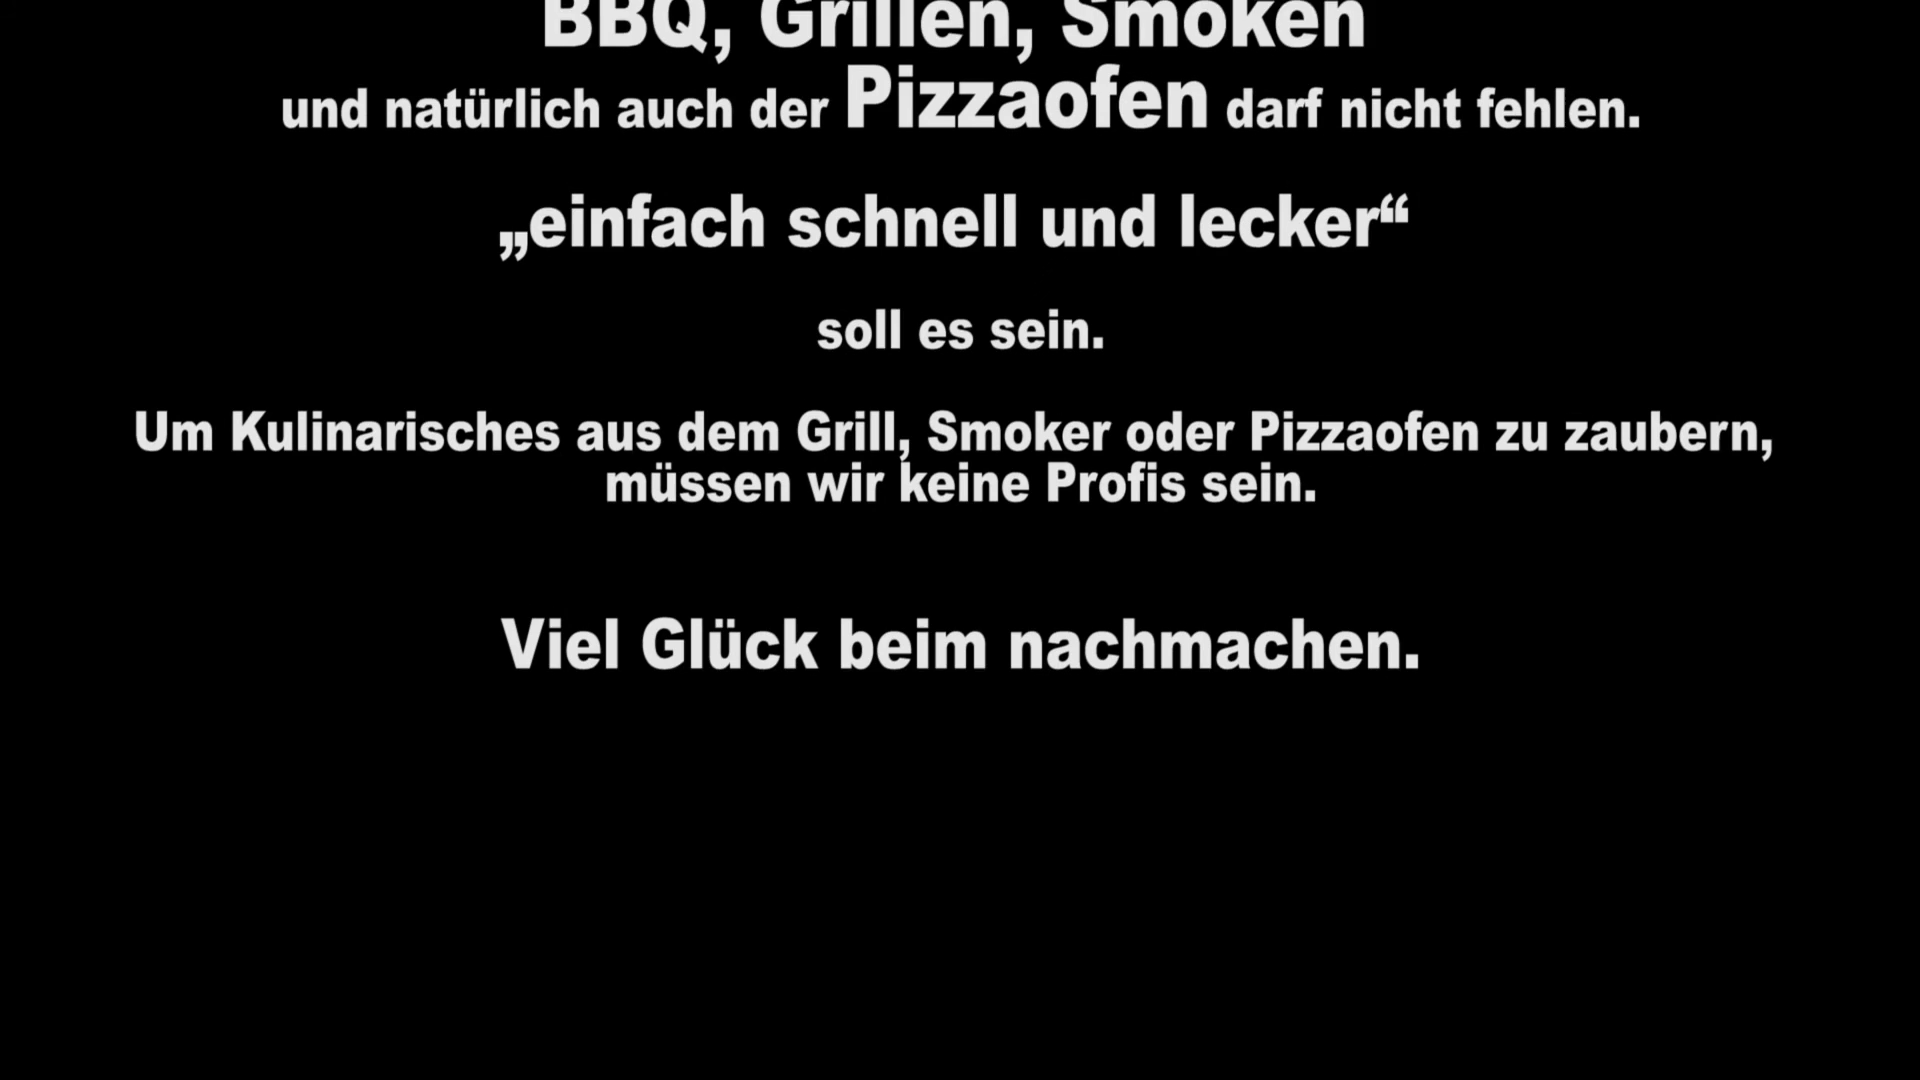 BBQ, Grillen, Smoken
und natürlich auch der Pizzaofen darf nicht fehlen.
„einfach schnell und lecker“
soll es sein.
Um Kulinarisches aus dem Grill, Smoker oder Pizzaofen zu zaubern,
müssen wir keine Profis sein.
Viel Glück beim nachmachen.